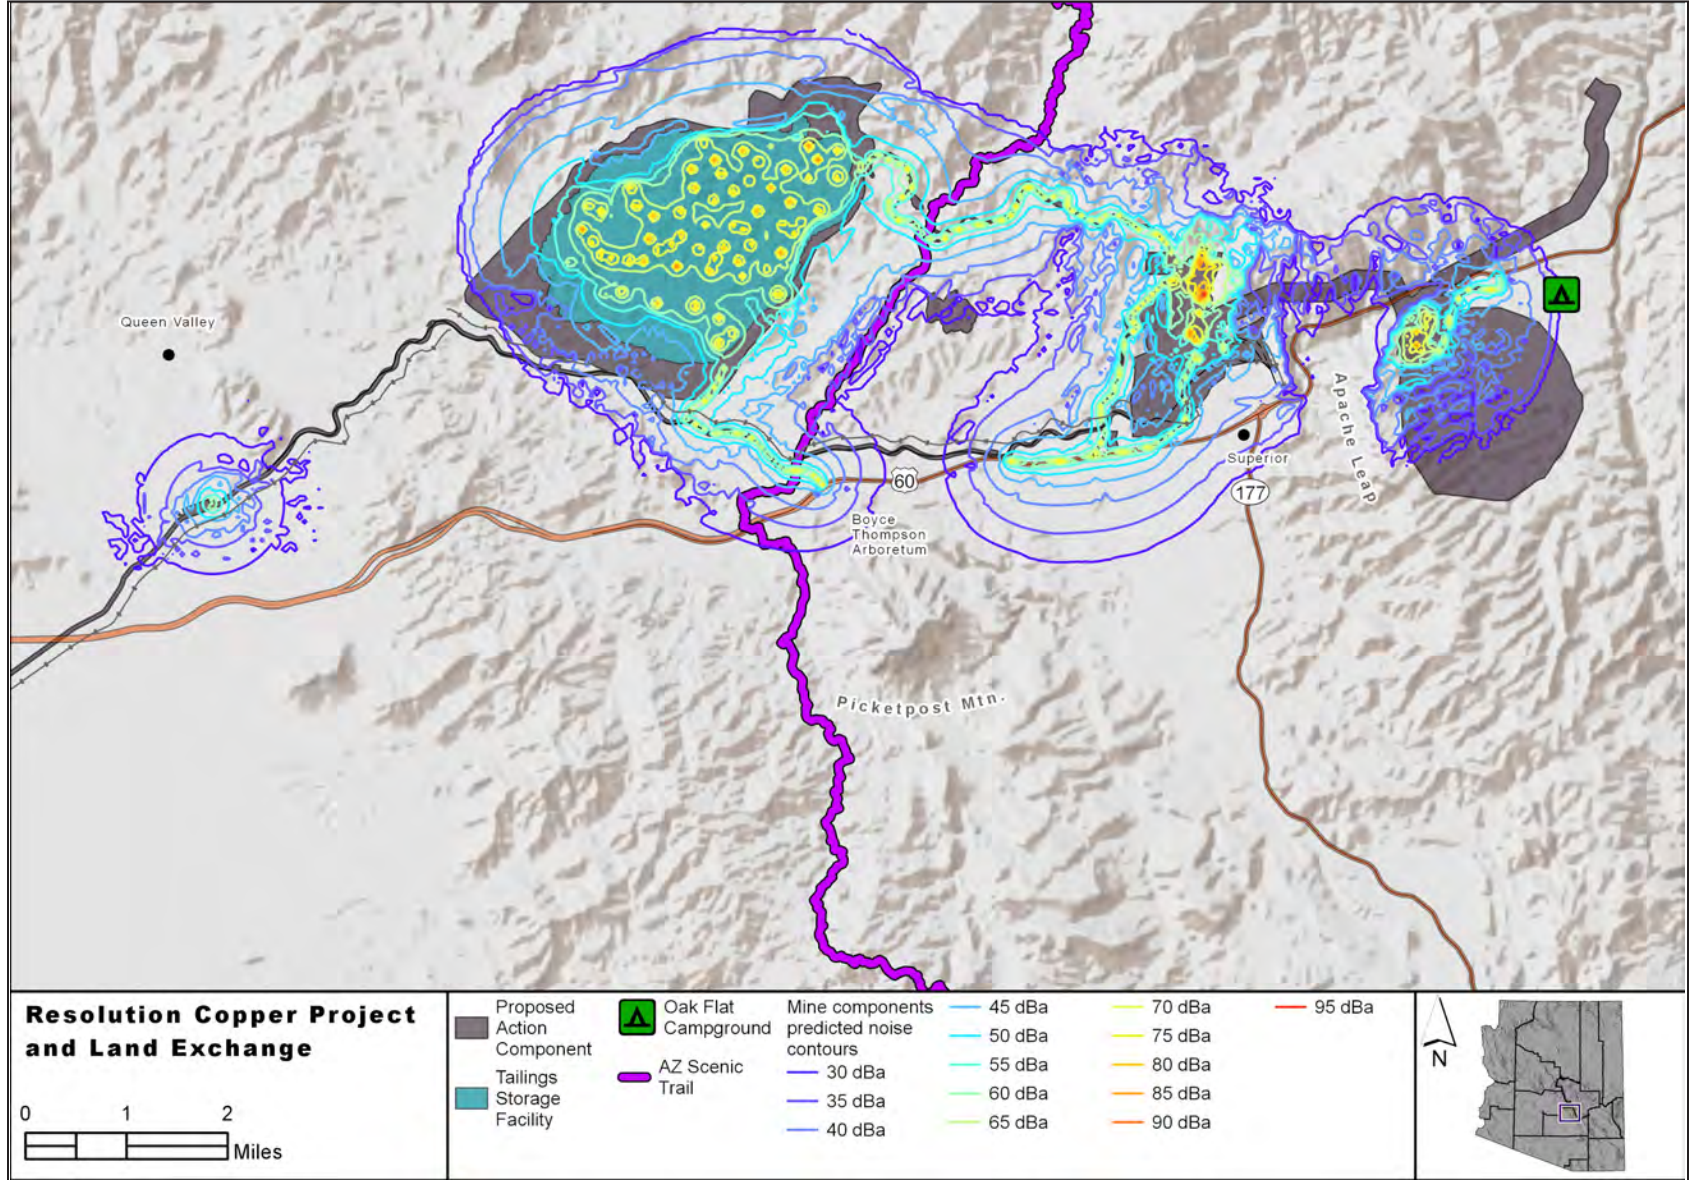 Queen Valley
60
Superior
177
Apache Leap
Boyce
Thompson
Arboretum
Picketpost Mtn.
Resolution Copper Project
and Land Exchange
0 1 2
Miles
Proposed
Action
Component
Tailings
Storage
Facility
Oak Flat
Campground
AZ Scenic
Trail
Mine components
predicted noise
contours
30 dBa
35 dBa
40 dBa
45 dBa
50 dBa
55 dBa
60 dBa
65 dBa
70 dBa
75 dBa
80 dBa
85 dBa
90 dBa
95 dBa
N